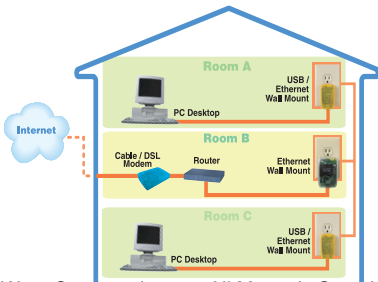 Room A
USB /
Ethernet
Wall Mount
PC Desktop
Internet
Room B
Cable / DSL
Modem
Router
Ethernet
Wall Mount
Room C
USB /
Ethernet
Wall Mount
PC Desktop